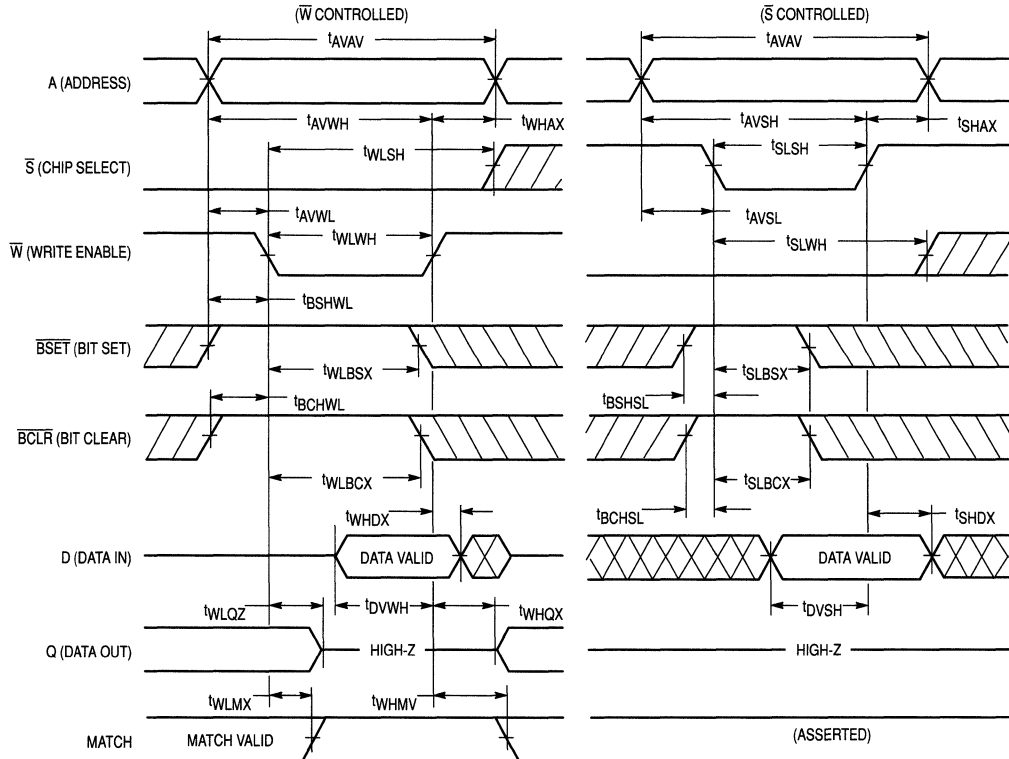 (W̅ CONTROLLED) (S̅ CONTROLLED)
tAVAV tAVAV
A (ADDRESS)
tAVWH tWHAX tAVSH tSHAX
S̅ (CHIP SELECT)
tWLSH tSLSH
tAVWL tAVSL
W̅ (WRITE ENABLE)
tWLWH tSLWH
tBSHWL
B̅S̅E̅T̅ (BIT SET)
tWLBSX tSLBSX
tBCHWL tBSHSL
B̅C̅L̅R̅ (BIT CLEAR)
tWLBCX tSLBCX
tWHDX tBCHSL tSHDX
D (DATA IN) DATA VALID DATA VALID
tWLQZ tDVWH tWHQX tDVSH
Q (DATA OUT) HIGH-Z HIGH-Z
tWLMX tWHMV
MATCH MATCH VALID (ASSERTED)